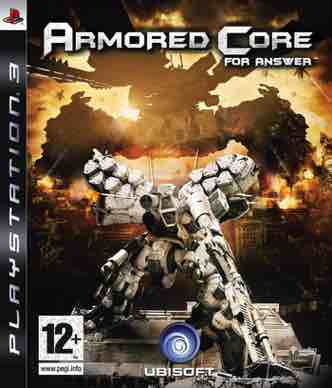 PLAYSTATION 3
ARMORED CORE
FOR ANSWER
12+
www.pegi.info
UBISOFT